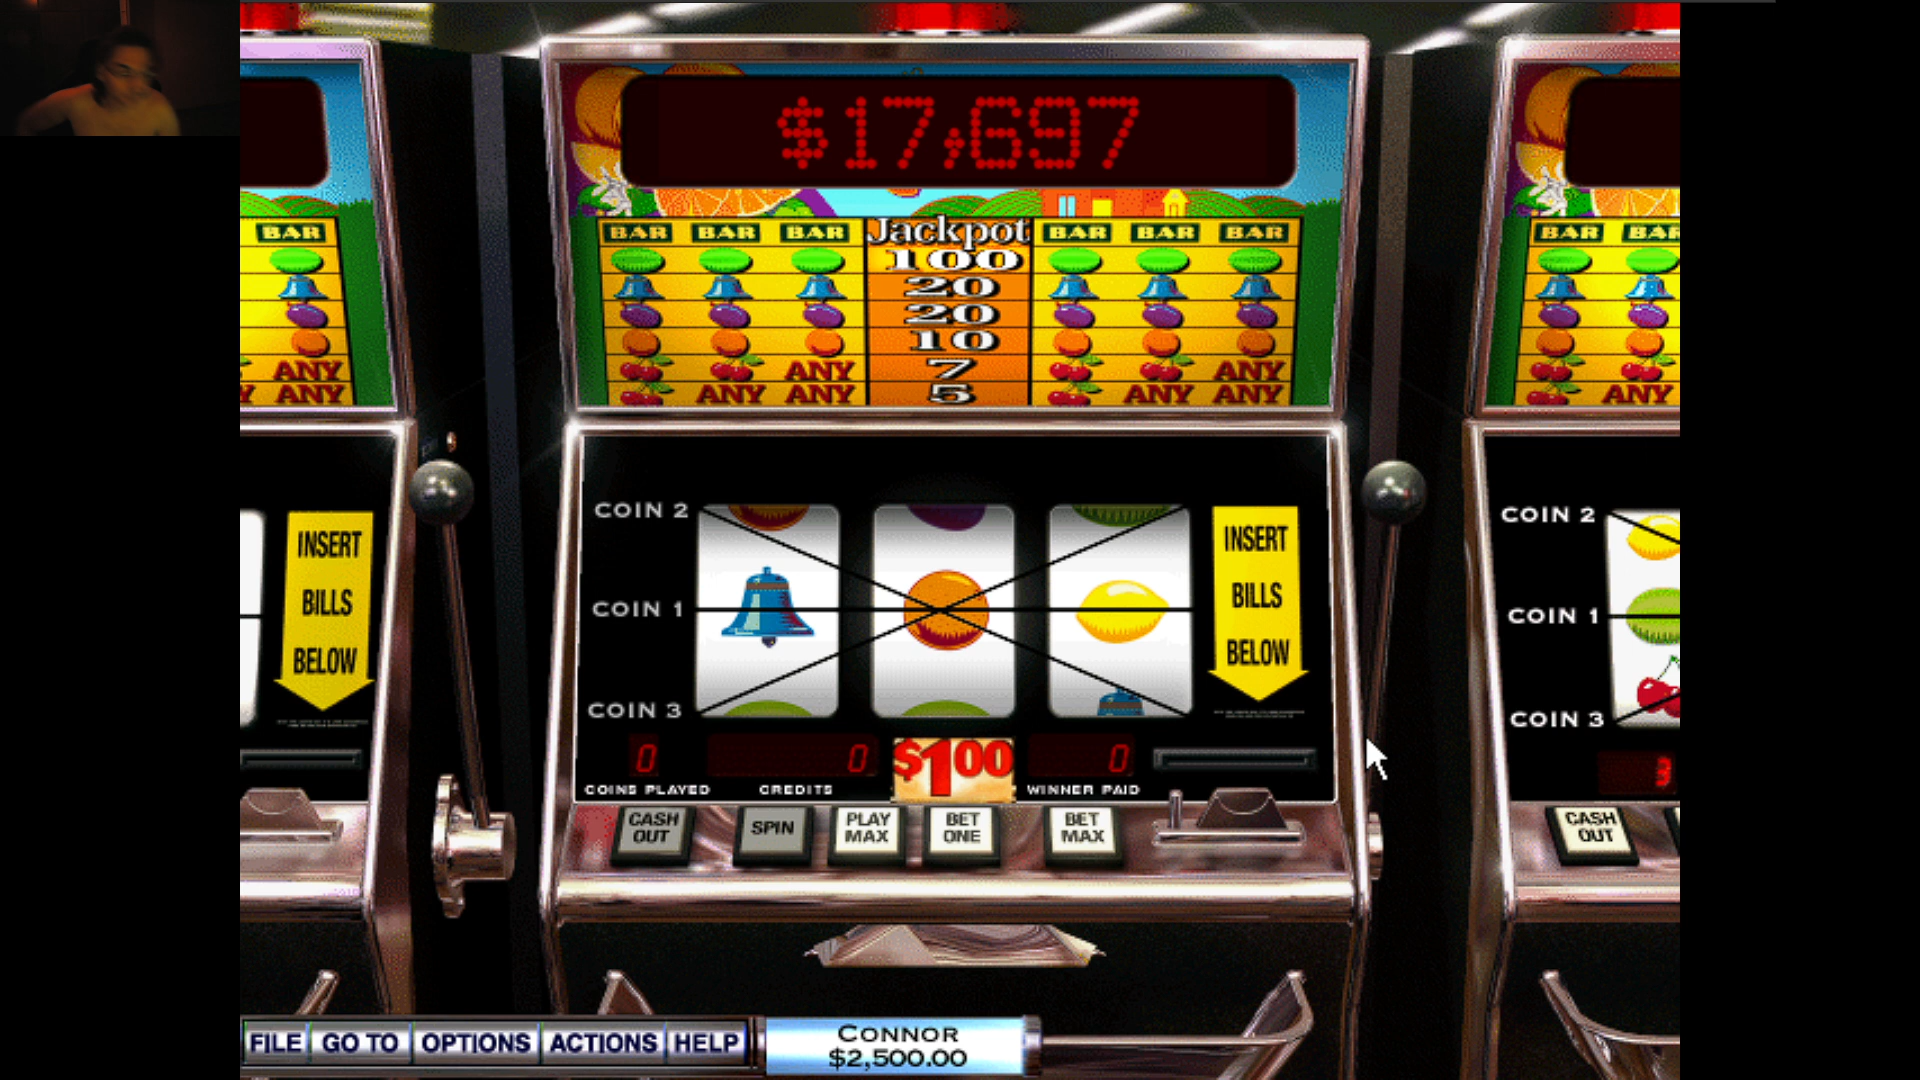 $17,697
BAR BAR BAR BAR Jackpot BAR BAR BAR BAR BAR
100
20
20
10
ANY ANY 7 ANY
ANY ANY ANY 5 ANY ANY ANY
COIN 2 COIN 2
INSERT INSERT
BILLS BILLS
BELOW BELOW
COIN 1 COIN 1
COIN 3 COIN 3
0 0 $1.00 0
COINS PLAYED CREDITS WINNER PAID
CASH OUT SPIN PLAY MAX BET ONE BET MAX CASH OUT
FILE GO TO OPTIONS ACTIONS HELP
CONNOR
$2,500.00